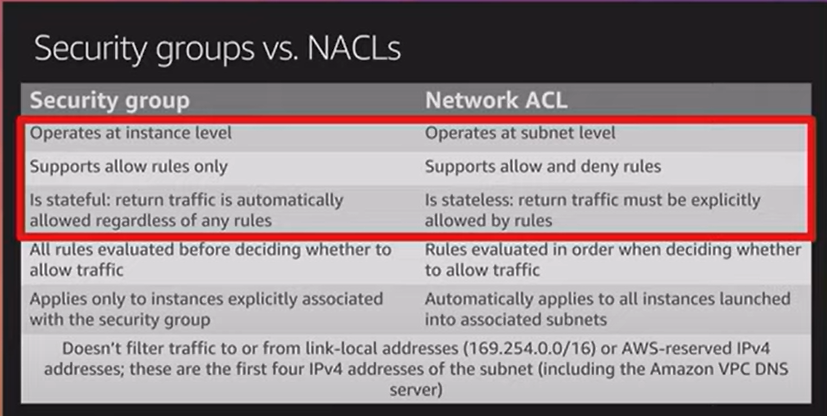 Security groups vs. NACLs
Security group
Network ACL
Operates at instance level
Operates at subnet level
Supports allow rules only
Supports allow and deny rules
Is stateful: return traffic is automatically
allowed regardless of any rules
Is stateless: return traffic must be explicitly
allowed by rules
All rules evaluated before deciding whether to
allow traffic
Rules evaluated in order when deciding whether
to allow traffic
Applies only to instances explicitly associated
with the security group
Automatically applies to all instances launched
into associated subnets
Doesn't filter traffic to or from link-local addresses (169.254.0.0/16) or AWS-reserved IPv4
addresses; these are the first four IPv4 addresses of the subnet (including the Amazon VPC DNS
server)